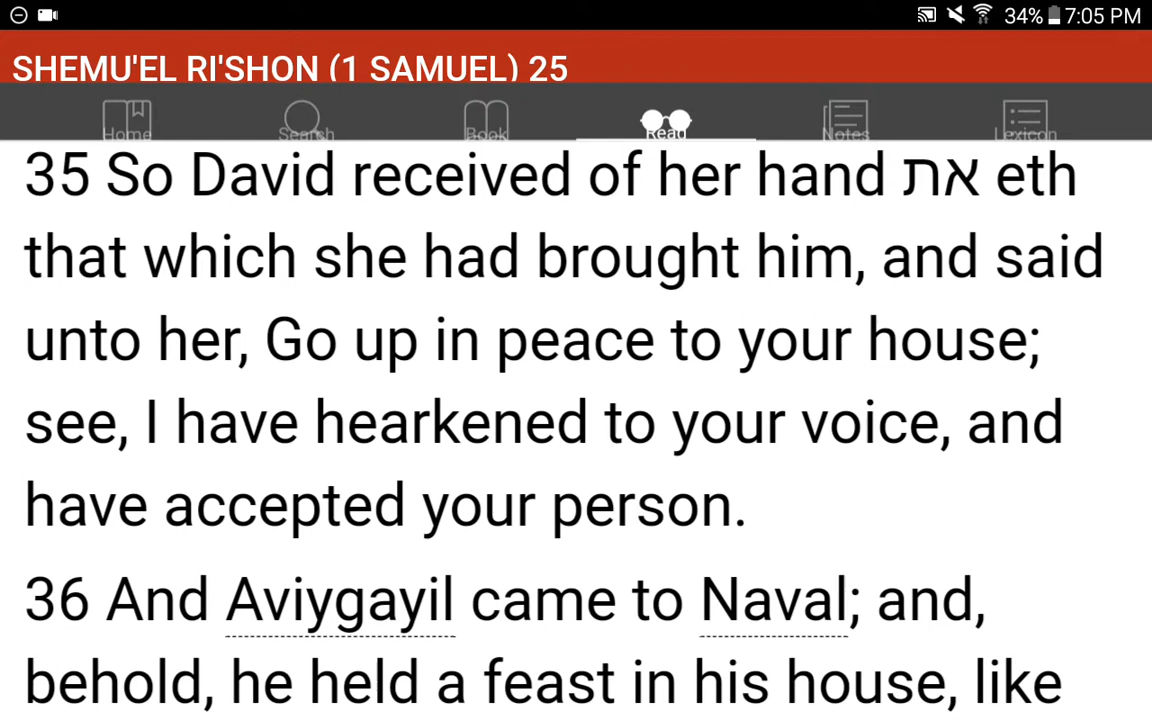 34% 7:05 PM
SHEMU'EL RI'SHON (1 SAMUEL) 25
Home Search Book Read Notes Lexicon
35 So David received of her hand את eth
that which she had brought him, and said
unto her, Go up in peace to your house;
see, I have hearkened to your voice, and
have accepted your person.
36 And Aviygayil came to Naval; and,
behold, he held a feast in his house, like